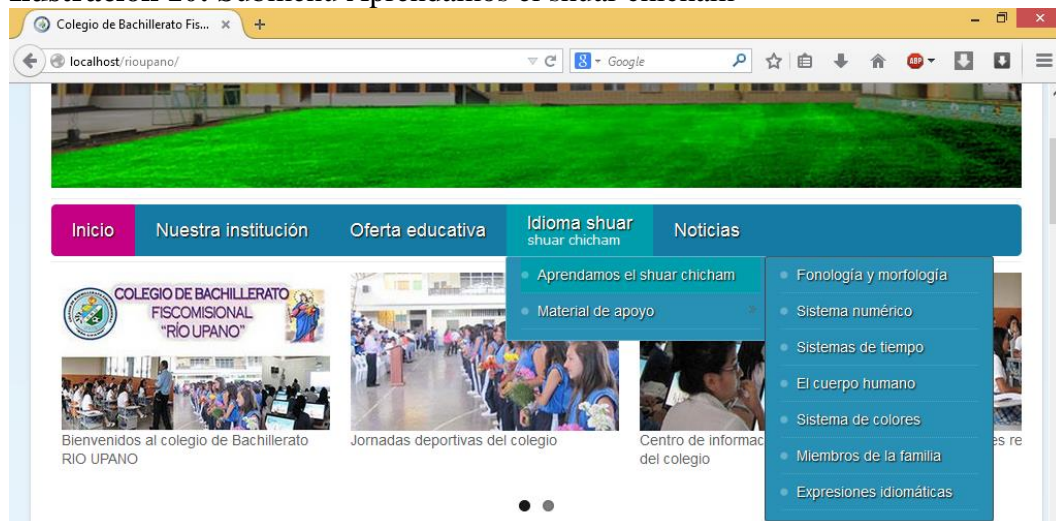 Ilustración 20. Submenú Aprendamos el shuar chicham
Colegio de Bachillerato Fis...
localhost/rioupano/
Google
ABP
Inicio
Nuestra institución
Oferta educativa
Idioma shuar
shuar chicham
Noticias
Aprendamos el shuar chicham
Material de apoyo
Fonología y morfología
Sistema numérico
Sistemas de tiempo
El cuerpo humano
Sistema de colores
Miembros de la familia
Expresiones idiomáticas
COLEGIO DE BACHILLERATO
FISCOMISIONAL
“RÍO UPANO”
Bienvenidos al colegio de Bachillerato
RIO UPANO
Jornadas deportivas del colegio
Centro de informac
del colegio
es re